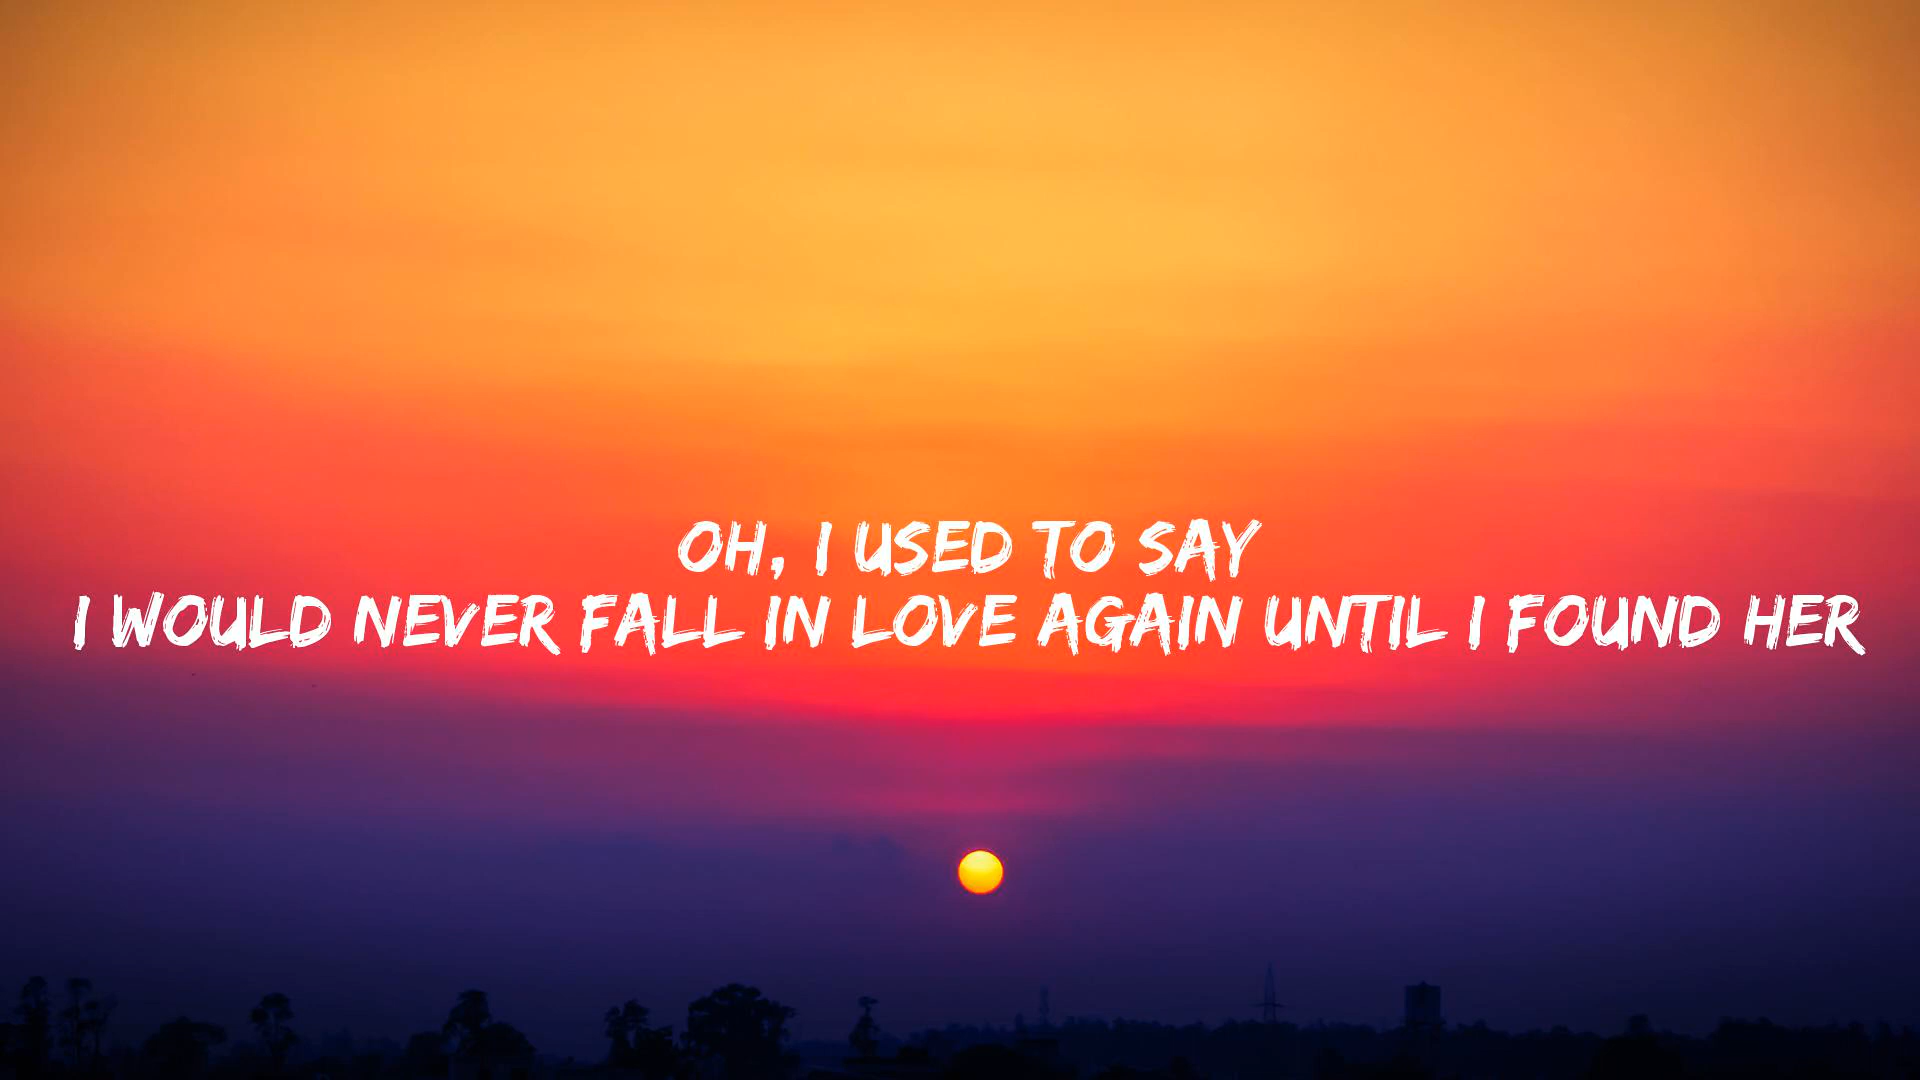 OH, I USED TO SAY
I WOULD NEVER FALL IN LOVE AGAIN UNTIL I FOUND HER